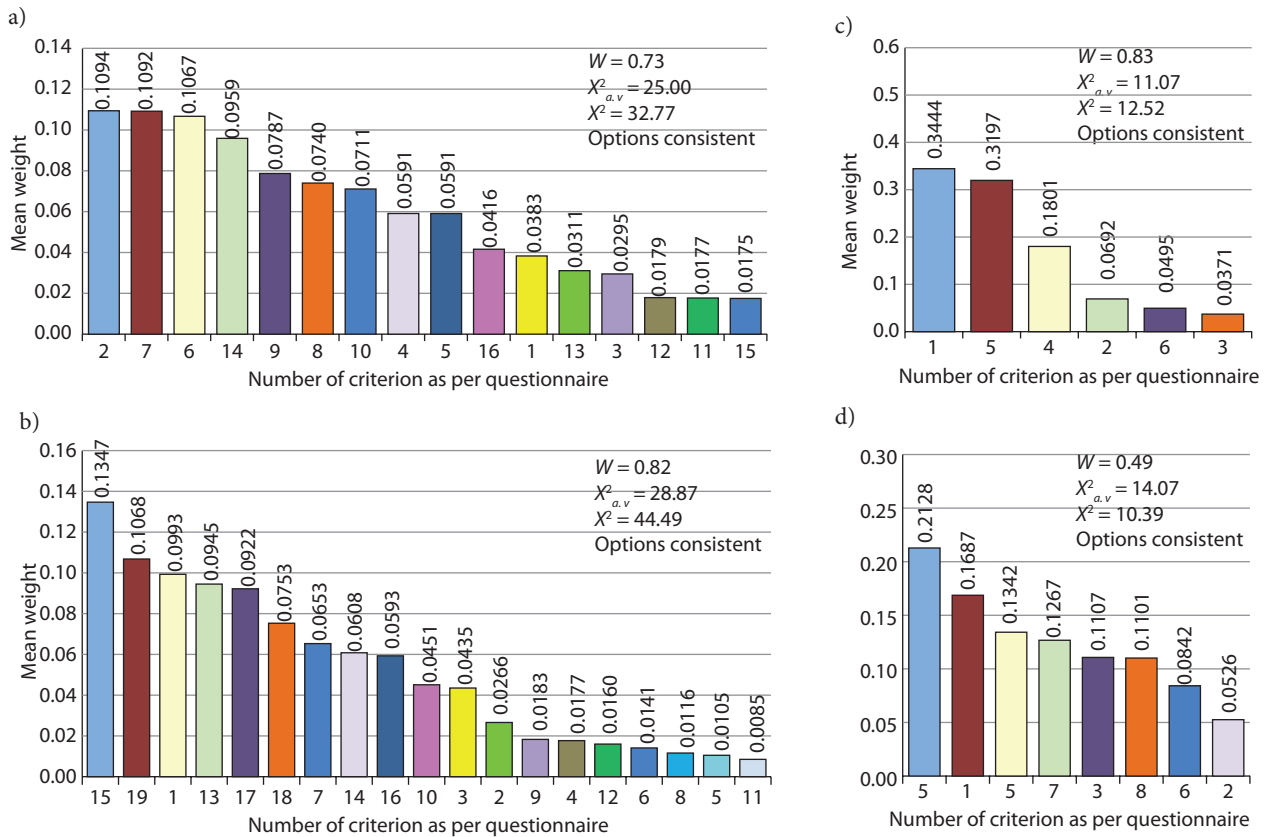 a)
0.14
0.12
0.10
0.08
0.06
0.04
0.02
0.00
Mean weight
0.1094
0.1092
0.1067
0.0959
0.0787
0.0740
0.0711
0.0591
0.0591
0.0416
0.0383
0.0311
0.0295
0.0179
0.0177
0.0175
W = 0.73
X²a.v = 25.00
X² = 32.77
Options consistent
2 7 6 14 9 8 10 4 5 16 1 13 3 12 11 15
Number of criterion as per questionnaire
b)
0.16
0.14
0.12
0.10
0.08
0.06
0.04
0.02
0.00
Mean weight
0.1347
0.1068
0.0993
0.0945
0.0922
0.0753
0.0653
0.0608
0.0593
0.0451
0.0435
0.0266
0.0183
0.0177
0.0160
0.0141
0.0116
0.0105
0.0085
W = 0.82
X²a.v = 28.87
X² = 44.49
Options consistent
15 19 1 13 17 18 7 14 16 10 3 2 9 4 12 6 8 5 11
Number of criterion as per questionnaire
c)
0.6
0.5
0.4
0.3
0.2
0.1
0.0
Mean weight
0.3444
0.3197
0.1801
0.0692
0.0495
0.0371
W = 0.83
X²a.v = 11.07
X² = 12.52
Options consistent
1 5 4 2 6 3
Number of criterion as per questionnaire
d)
0.30
0.25
0.20
0.15
0.10
0.05
0.00
Mean weight
0.2128
0.1687
0.1342
0.1267
0.1107
0.1101
0.0842
0.0526
W = 0.49
X²a.v = 14.07
X² = 10.39
Options consistent
5 1 5 7 3 8 6 2
Number of criterion as per questionnaire